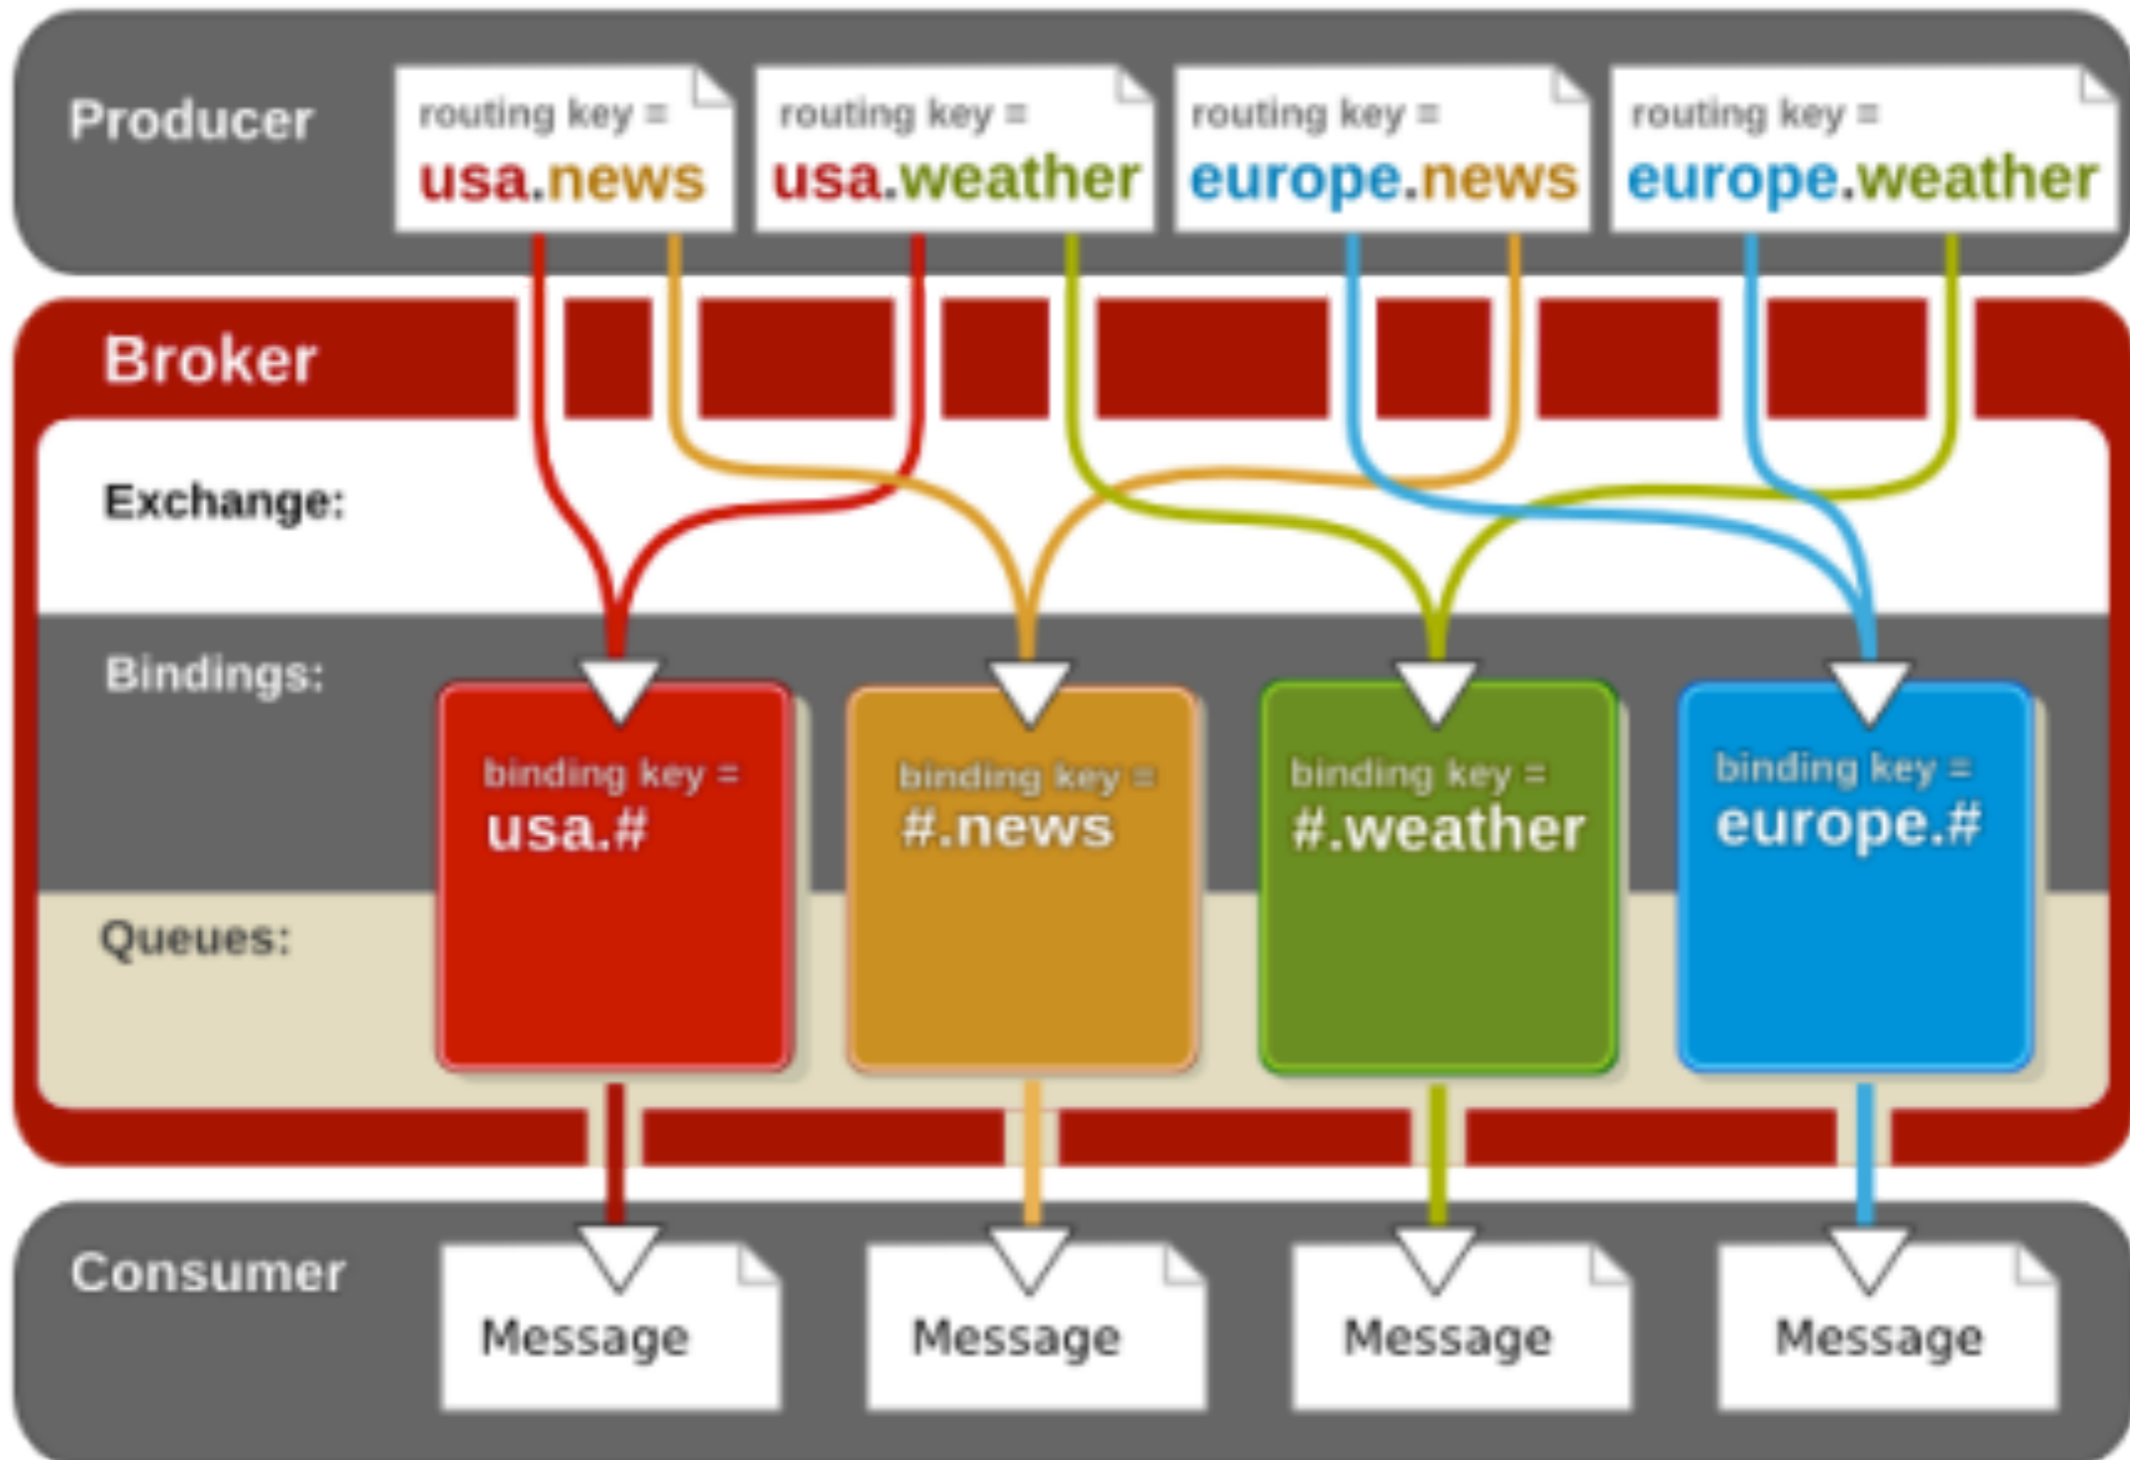 Producer
routing key =
usa.news
routing key =
usa.weather
routing key =
europe.news
routing key =
europe.weather
Broker
Exchange:
Bindings:
binding key =
usa.#
binding key =
#.news
binding key =
#.weather
binding key =
europe.#
Queues:
Consumer
Message
Message
Message
Message